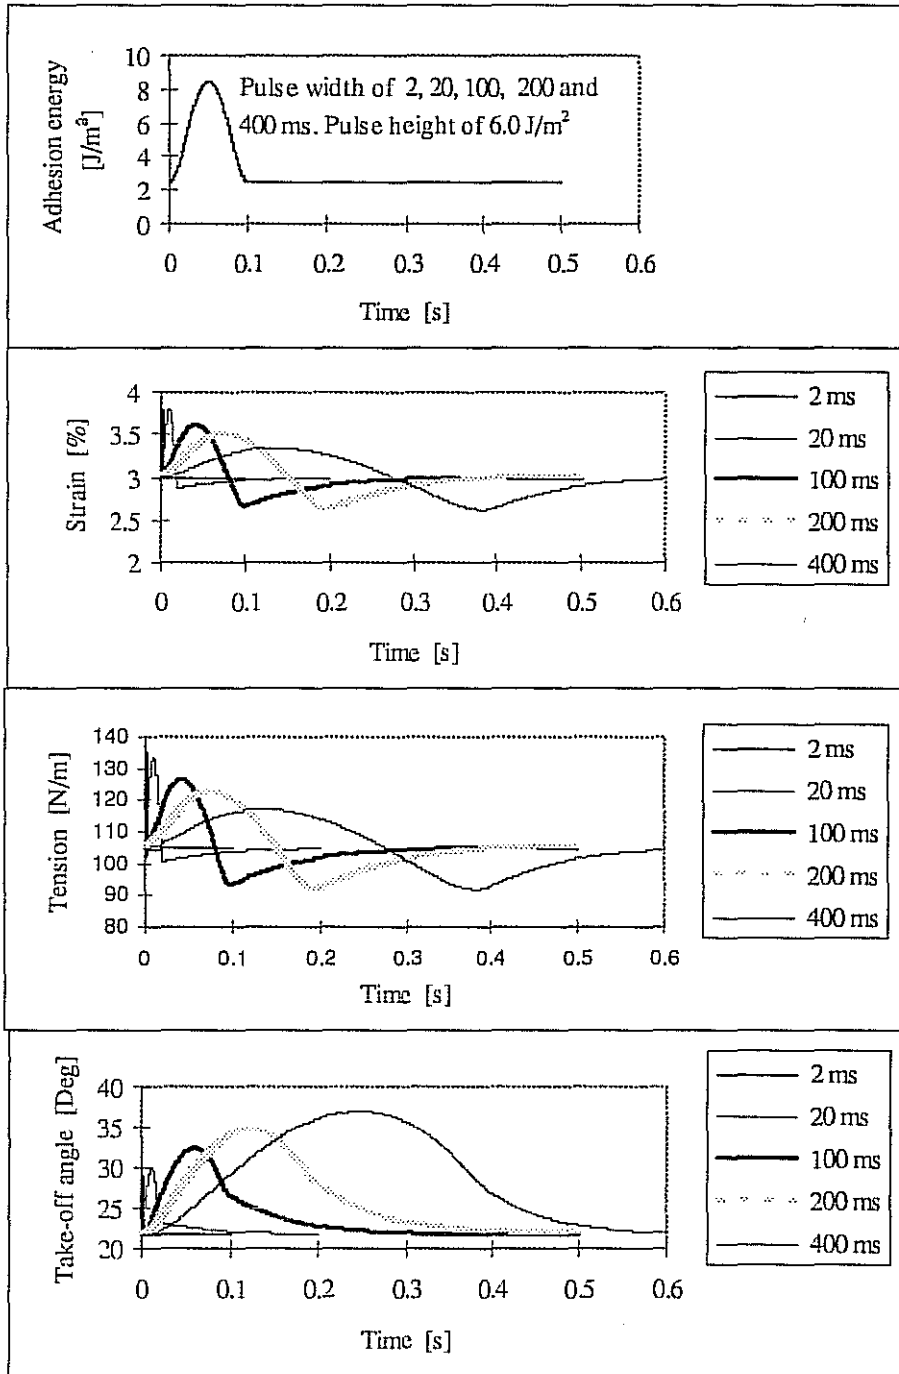 Adhesion energy
[J/m²]
10
8
6
4
2
0
Pulse width of 2, 20, 100, 200 and
400 ms. Pulse height of 6.0 J/m²
0 0.1 0.2 0.3 0.4 0.5 0.6
Time [s]
Strain [%]
4
3.5
3
2.5
2
0 0.1 0.2 0.3 0.4 0.5 0.6
Time [s]
2 ms
20 ms
100 ms
200 ms
400 ms
Tension [N/m]
140
130
120
110
100
90
80
0 0.1 0.2 0.3 0.4 0.5 0.6
Time [s]
2 ms
20 ms
100 ms
200 ms
400 ms
Take-off angle [Deg]
40
35
30
25
20
0 0.1 0.2 0.3 0.4 0.5 0.6
Time [s]
2 ms
20 ms
100 ms
200 ms
400 ms